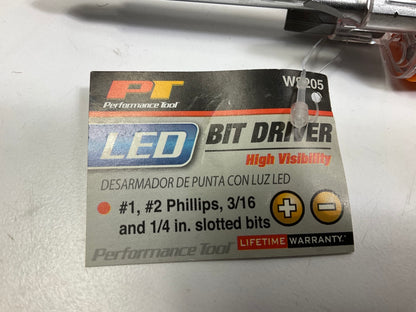 PT
Performance Tool
W9205
LED
BIT DRIVER
High Visibility
DESARMADOR DE PUNTA CON LUZ LED
#1, #2 Phillips, 3/16
and 1/4 in. slotted bits
Performance Tool
LIFETIME WARRANTY.